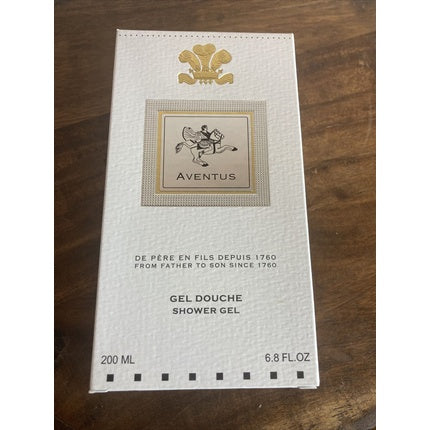 AVENTUS
DE PÈRE EN FILS DEPUIS 1760
FROM FATHER TO SON SINCE 1760
GEL DOUCHE
SHOWER GEL
200 ML 6.8 FL.OZ